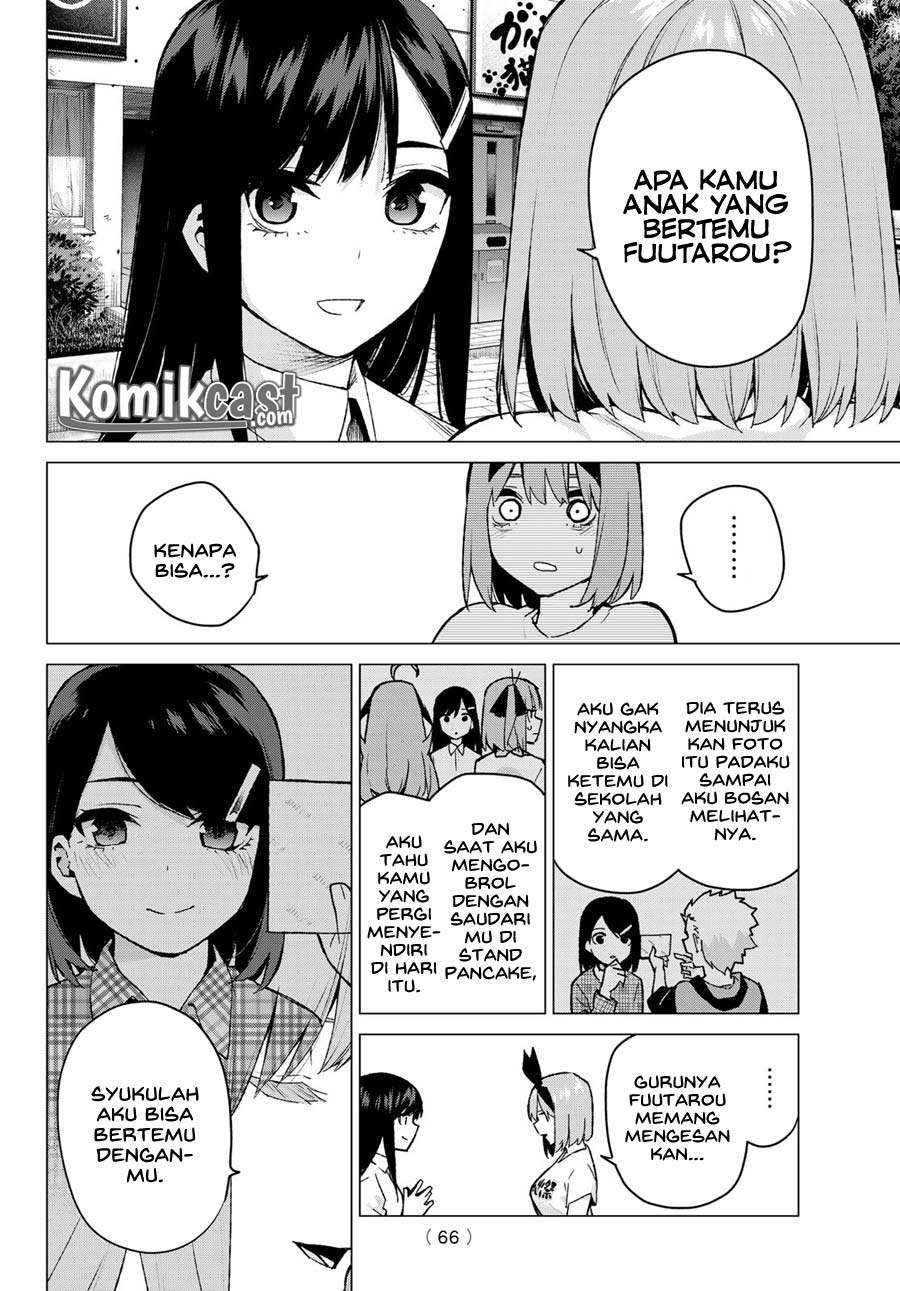 APA KAMU
ANAK YANG
BERTEMU
FUUTAROU?
Komikcast
.com
........
KENAPA
BISA...?
DIA TERUS
MENUNJUK
KAN FOTO
ITU PADAKU
SAMPAI
AKU BOSAN
MELIHAT-
NYA.
AKU GAK
NYANGKA
KALIAN
BISA
KETEMU DI
SEKOLAH
YANG
SAMA.
DAN
SAAT AKU
MENGO-
BROL
DENGAN
SAUDARI
MU DI
STAND
PANCAKE,
AKU
TAHU
KAMU
YANG
PERGI
MENYE-
NDIRI
DI HARI
ITU.
......
GURUNYA
FUUTAROU
MEMANG
MENGESAN
KAN...
SYUKULAH
AKU BISA
BERTEMU
DENGAN-
MU.
( 66 )